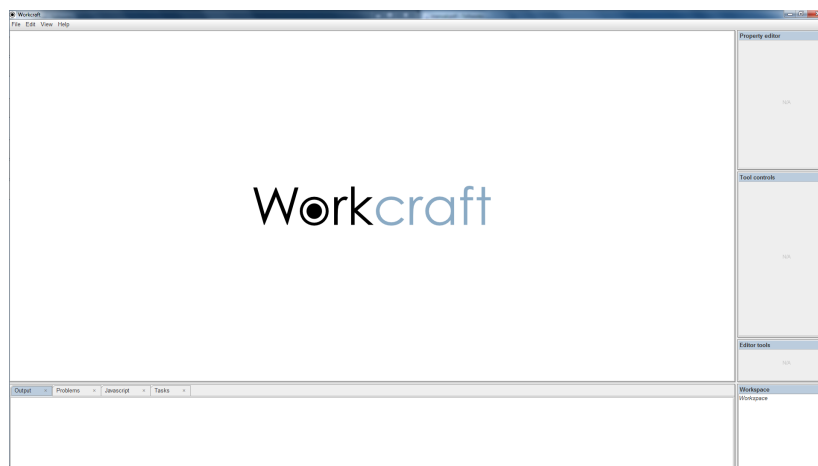 Workcraft
File Edit View Help
Property editor
N/A
Workcraft
Tool controls
N/A
Editor tools
N/A
Output × Problems × Javascript × Tasks ×
Workspace
Workspace